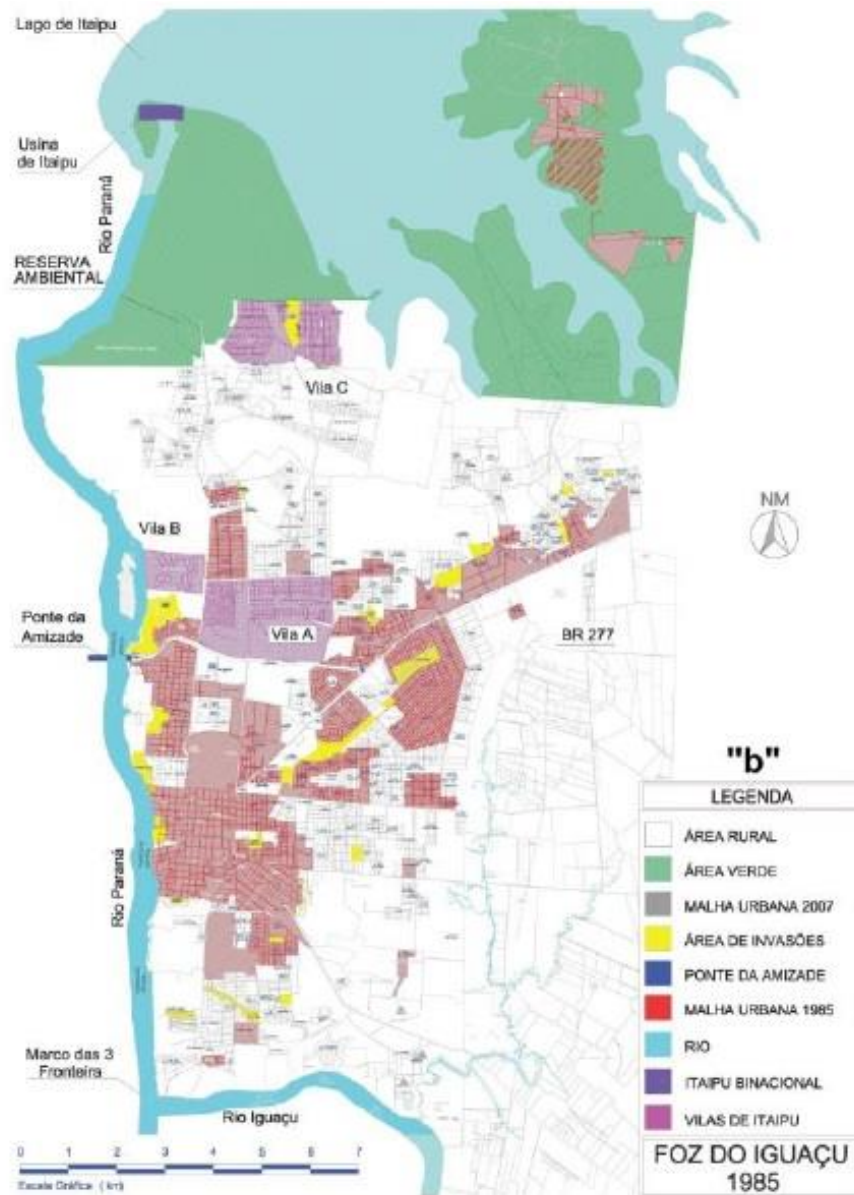 Lago de Itaipu
Usina
de Itaipu
Rio Paraná
RESERVA
AMBIENTAL
Vila C
NM
Vila B
Ponte da
Amizade
Vila A
BR 277
"b"
LEGENDA
ÁREA RURAL
ÁREA VERDE
MALHA URBANA 2007
ÁREA DE INVASÕES
PONTE DA AMIZADE
MALHA URBANA 1985
RIO
ITAIPU BINACIONAL
VILAS DE ITAIPU
FOZ DO IGUAÇU
1985
Rio Paraná
Marco das 3
Fronteira
Rio Iguaçu
0 1 2 3 4 5 6 7
Escala Gráfica ( km)